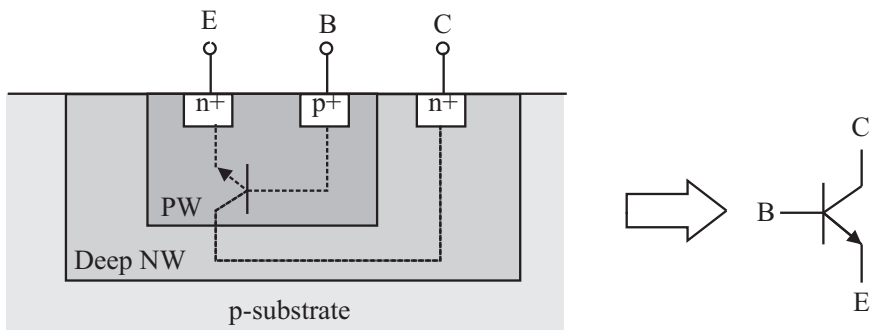 E B C
n+ p+ n+
PW
Deep NW
p-substrate
C
B
E